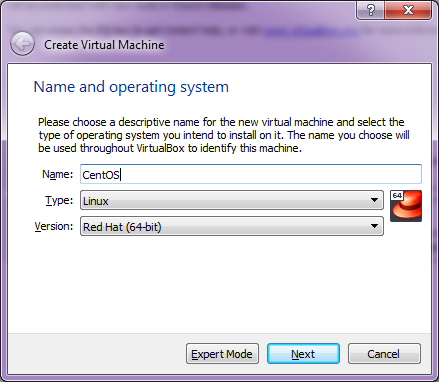 Create Virtual Machine
Name and operating system
Please choose a descriptive name for the new virtual machine and select the
type of operating system you intend to install on it. The name you choose will
be used throughout VirtualBox to identify this machine.
Name: CentOS
Type: Linux
64
Version: Red Hat (64-bit)
Expert Mode Next Cancel